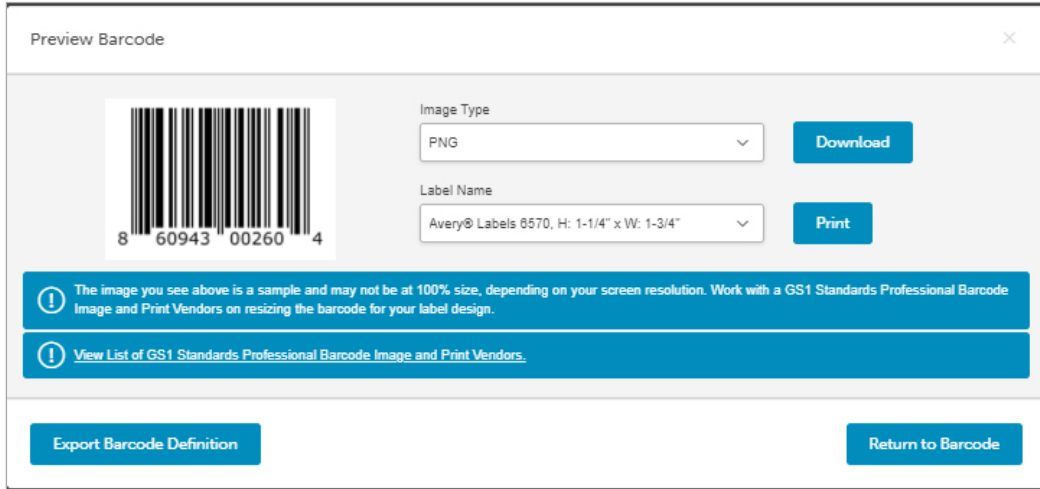 Preview Barcode
Image Type
PNG
Download
Label Name
Avery® Labels 6570, H: 1-1/4" x W: 1-3/4"
Print
8 60943 00260 4
The image you see above is a sample and may not be at 100% size, depending on your screen resolution. Work with a GS1 Standards Professional Barcode
Image and Print Vendors on resizing the barcode for your label design.
View List of GS1 Standards Professional Barcode Image and Print Vendors.
Export Barcode Definition
Return to Barcode